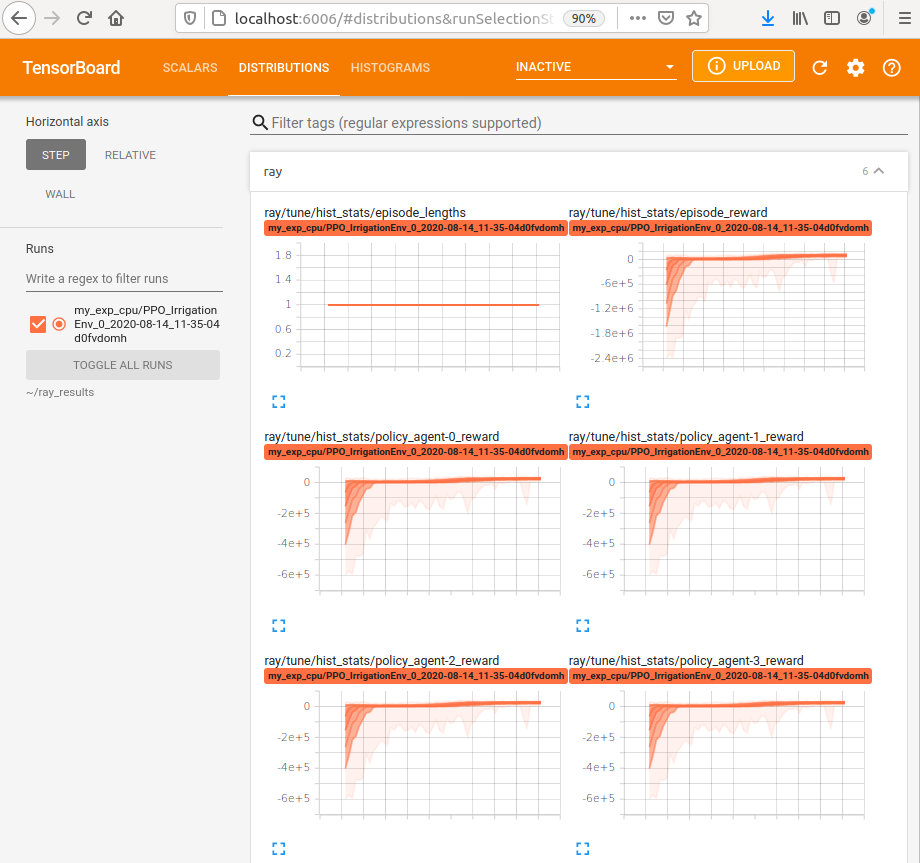 localhost:6006/#distributions&runSelectionSt
90%
TensorBoard
SCALARS
DISTRIBUTIONS
HISTOGRAMS
INACTIVE
UPLOAD
Horizontal axis
STEP
RELATIVE
WALL
Runs
Write a regex to filter runs
my_exp_cpu/PPO_Irrigation
Env_0_2020-08-14_11-35-04
d0fvdomh
TOGGLE ALL RUNS
~/ray_results
Filter tags (regular expressions supported)
ray
6
ray/tune/hist_stats/episode_lengths
my_exp_cpu/PPO_IrrigationEnv_0_2020-08-14_11-35-04d0fvdomh
1.8
1.4
1
0.6
0.2
ray/tune/hist_stats/episode_reward
my_exp_cpu/PPO_IrrigationEnv_0_2020-08-14_11-35-04d0fvdomh
0
-6e+5
-1.2e+6
-1.8e+6
-2.4e+6
ray/tune/hist_stats/policy_agent-0_reward
my_exp_cpu/PPO_IrrigationEnv_0_2020-08-14_11-35-04d0fvdomh
0
-2e+5
-4e+5
-6e+5
ray/tune/hist_stats/policy_agent-1_reward
my_exp_cpu/PPO_IrrigationEnv_0_2020-08-14_11-35-04d0fvdomh
0
-2e+5
-4e+5
-6e+5
ray/tune/hist_stats/policy_agent-2_reward
my_exp_cpu/PPO_IrrigationEnv_0_2020-08-14_11-35-04d0fvdomh
0
-2e+5
-4e+5
-6e+5
ray/tune/hist_stats/policy_agent-3_reward
my_exp_cpu/PPO_IrrigationEnv_0_2020-08-14_11-35-04d0fvdomh
0
-2e+5
-4e+5
-6e+5